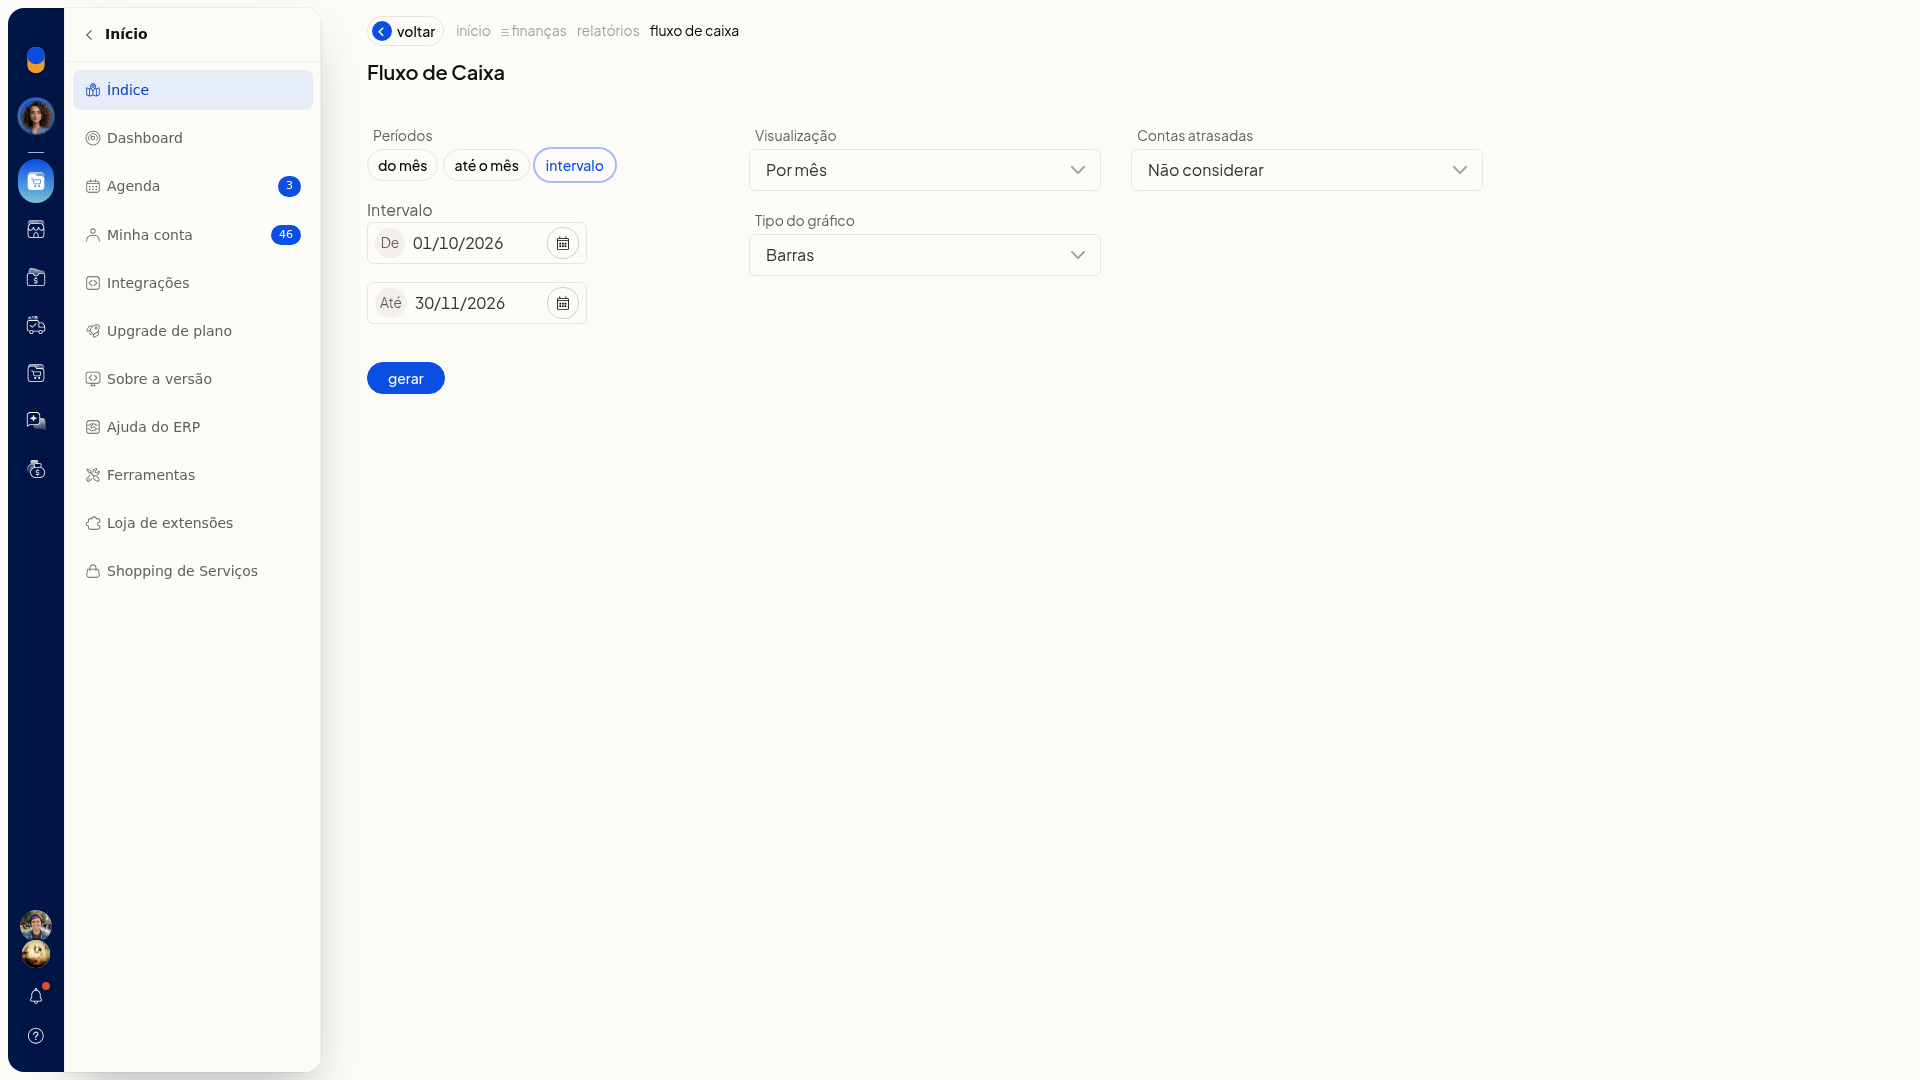 Início
Índice
Dashboard
Agenda 3
Minha conta 46
Integrações
Upgrade de plano
Sobre a versão
Ajuda do ERP
Ferramentas
Loja de extensões
Shopping de Serviços
voltar início finanças relatórios fluxo de caixa
Fluxo de Caixa
Períodos
do mês até o mês intervalo
Intervalo
De 01/10/2026
Até 30/11/2026
Visualização
Por mês
Tipo do gráfico
Barras
Contas atrasadas
Não considerar
gerar